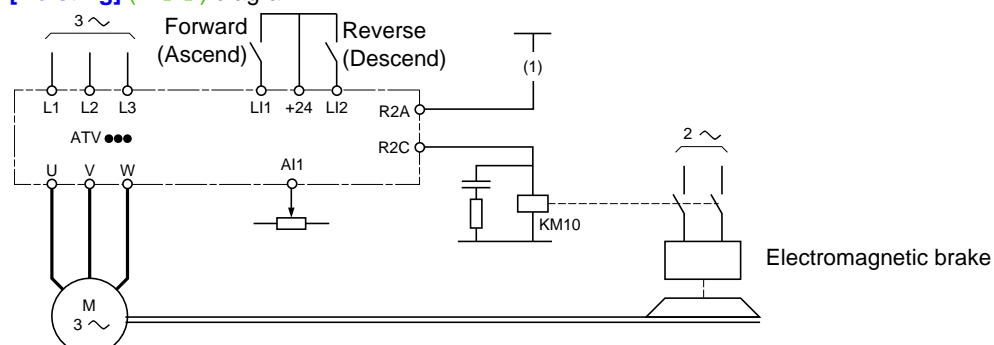 diagram
3
Forward
(Ascend)
Reverse
(Descend)
(1)
L1 L2 L3 LI1 +24 LI2
R2A
ATV
R2C
2
U V W AI1
KM10
Electromagnetic brake
M
3